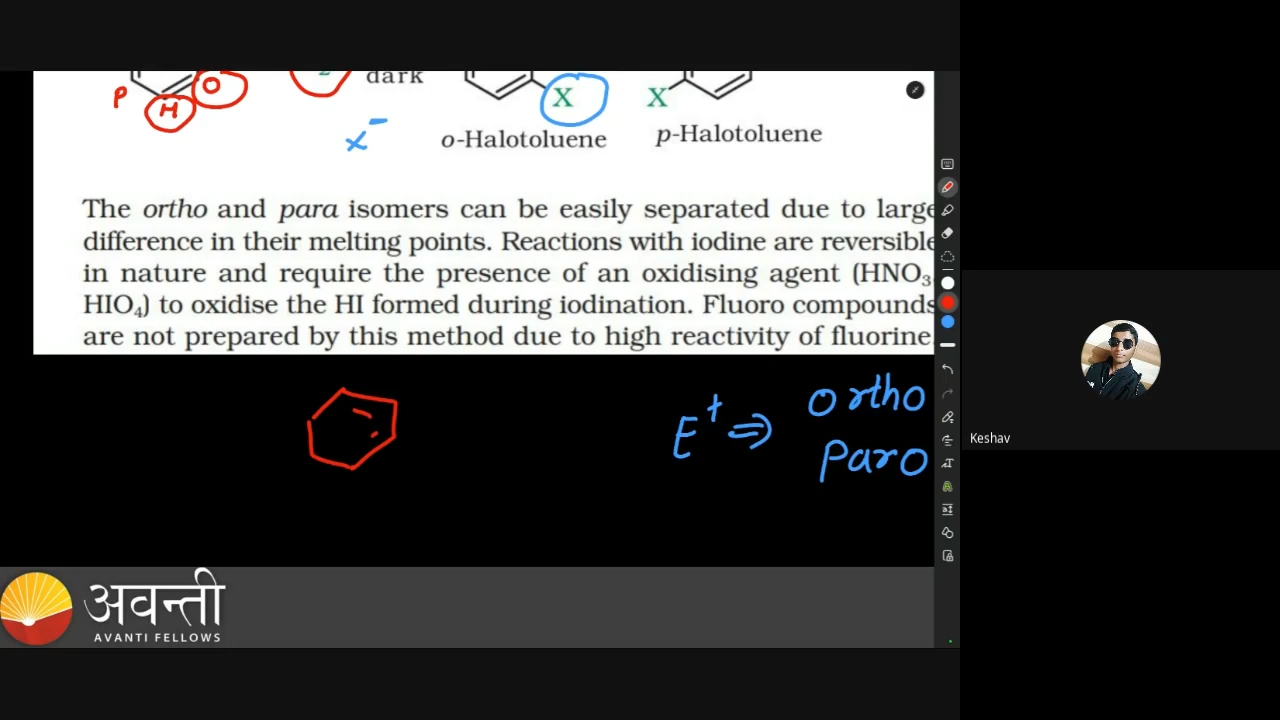 P H O 2 dark X X
x⁻ o-Halotoluene p-Halotoluene
The ortho and para isomers can be easily separated due to large
difference in their melting points. Reactions with iodine are reversible
in nature and require the presence of an oxidising agent (HNO₃,
HIO₄) to oxidise the HI formed during iodination. Fluoro compounds
are not prepared by this method due to high reactivity of fluorine.
E⁺ ⇒ Ortho
Para
Keshav
अवन्ती
AVANTI FELLOWS